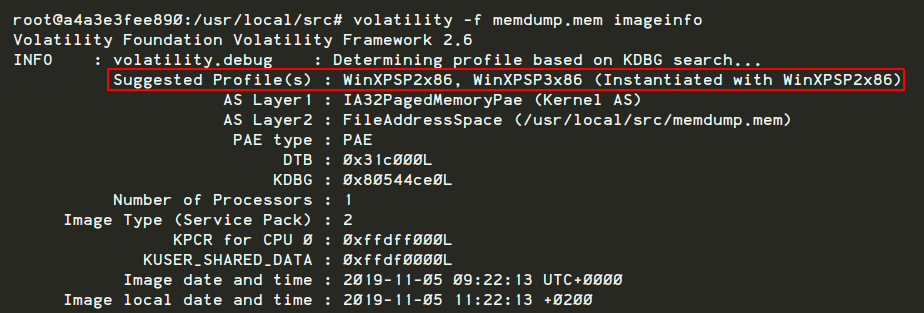 root@a4a3e3fee890:/usr/local/src# volatility -f memdump.mem imageinfo
Volatility Foundation Volatility Framework 2.6
INFO    : volatility.debug    : Determining profile based on KDBG search...
Suggested Profile(s) : WinXPSP2x86, WinXPSP3x86 (Instantiated with WinXPSP2x86)
AS Layer1 : IA32PagedMemoryPae (Kernel AS)
AS Layer2 : FileAddressSpace (/usr/local/src/memdump.mem)
PAE type : PAE
DTB : 0x31c000L
KDBG : 0x80544ce0L
Number of Processors : 1
Image Type (Service Pack) : 2
KPCR for CPU 0 : 0xffdff000L
KUSER_SHARED_DATA : 0xffdf0000L
Image date and time : 2019-11-05 09:22:13 UTC+0000
Image local date and time : 2019-11-05 11:22:13 +0200